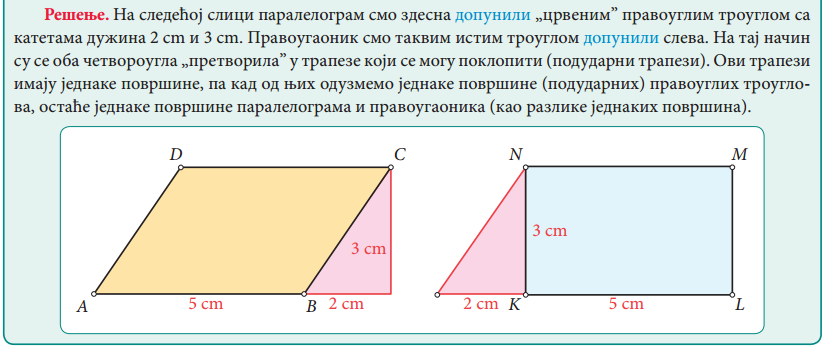 Решење. На следећој слици паралелограм смо здесна допунили „црвеним” правоуглим троуглом са
катетама дужина 2 cm и 3 cm. Правоугаоник смо таквим истим троуглом допунили слева. На тај начин
су се оба четвороугла „претворила” у трапезе који се могу поклопити (подударни трапези). Ови трапези
имају једнаке површине, па кад од њих одузмемо једнаке површине (подударних) правоуглих троугло-
ва, остаће једнаке површине паралелограма и правоугаоника (као разлике једнаких површина).
D C N M
3 cm 3 cm
A 5 cm B 2 cm 2 cm K 5 cm L